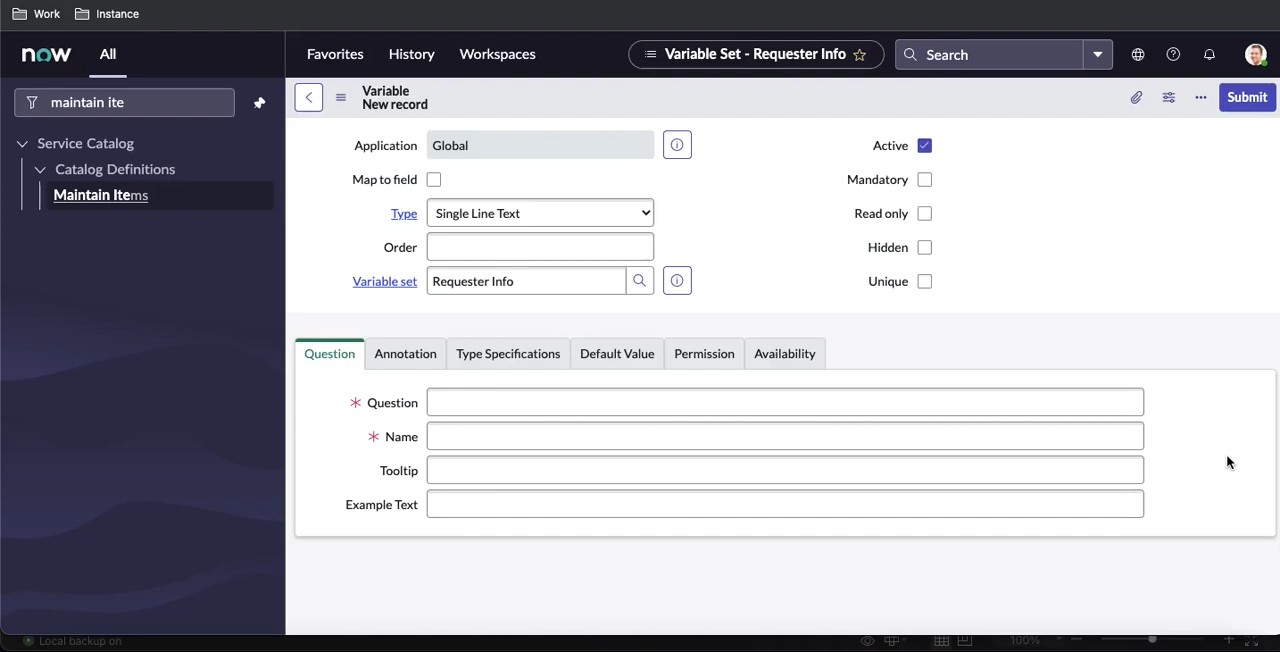 Work Instance
now All Favorites History Workspaces Variable Set - Requester Info Search
maintain ite
Service Catalog
Catalog Definitions
Maintain Items
Variable
New record
Submit
Application Global
Map to field
Type Single Line Text
Order
Variable set Requester Info
Active
Mandatory
Read only
Hidden
Unique
Question Annotation Type Specifications Default Value Permission Availability
* Question
* Name
Tooltip
Example Text
Local backup on 100%